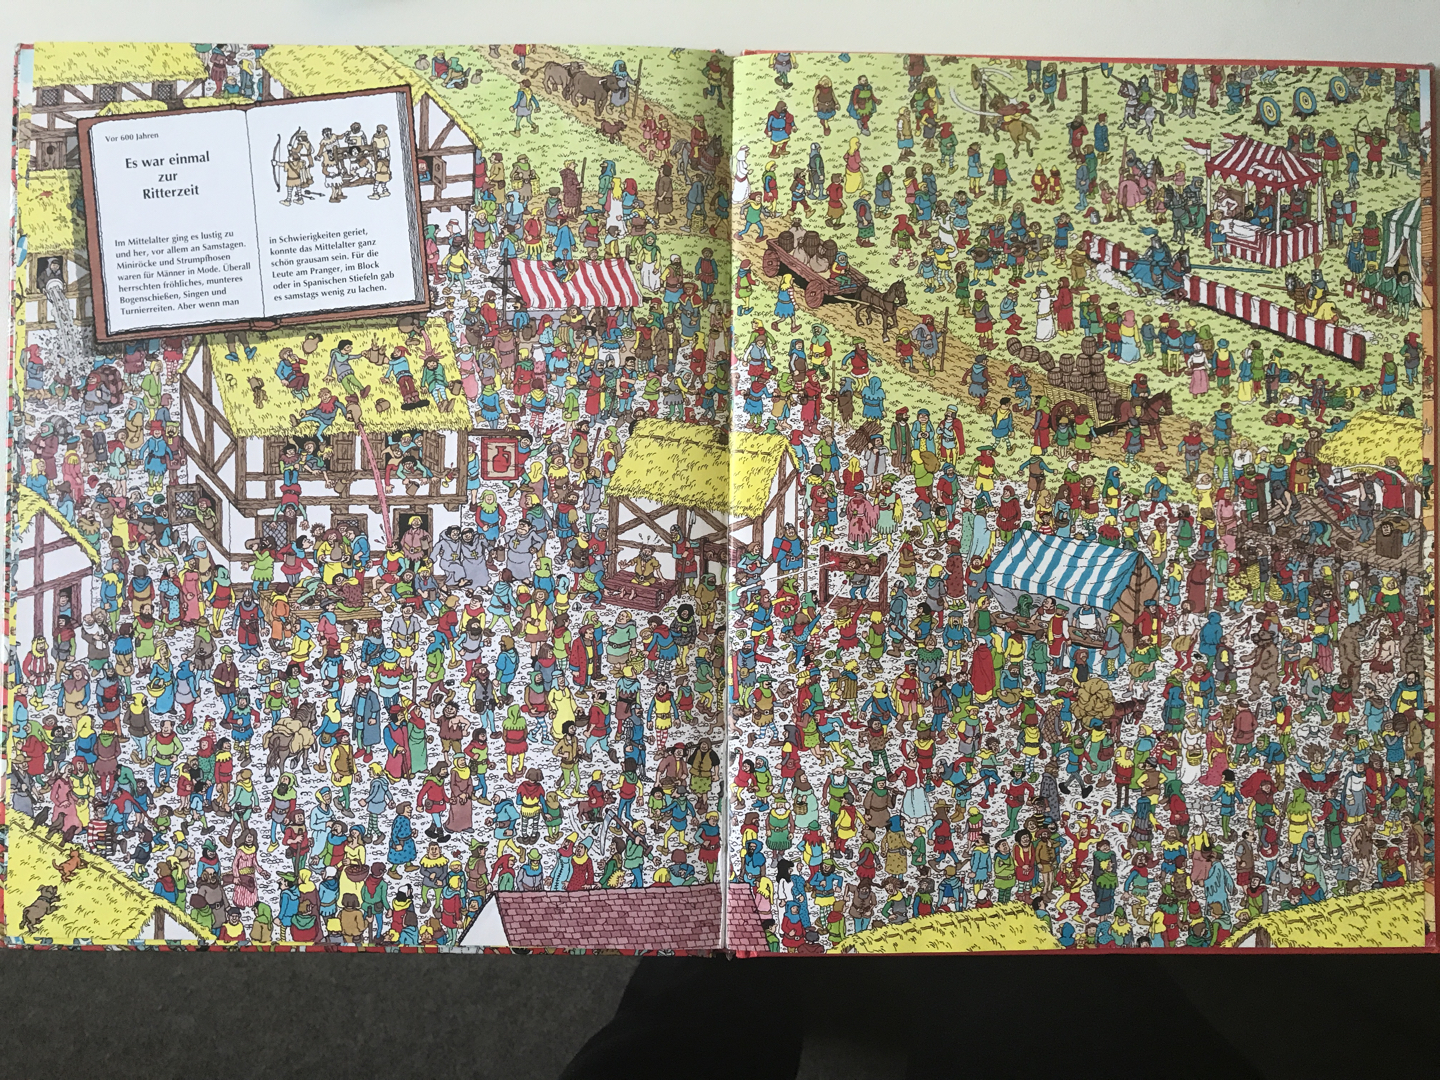 Vor 600 Jahren
Es war einmal
zur
Ritterzeit
Im Mittelalter ging es lustig zu
und her, vor allem an Samstagen.
Miniröcke und Strumpfhosen
waren für Männer in Mode. Überall
herrschten fröhliches, munteres
Bogenschießen, Singen und
Turnierreiten. Aber wenn man
in Schwierigkeiten geriet,
konnte das Mittelalter ganz
schön grausam sein. Für die
Leute am Pranger, im Block
oder in Spanischen Stiefeln gab
es samstags wenig zu lachen.